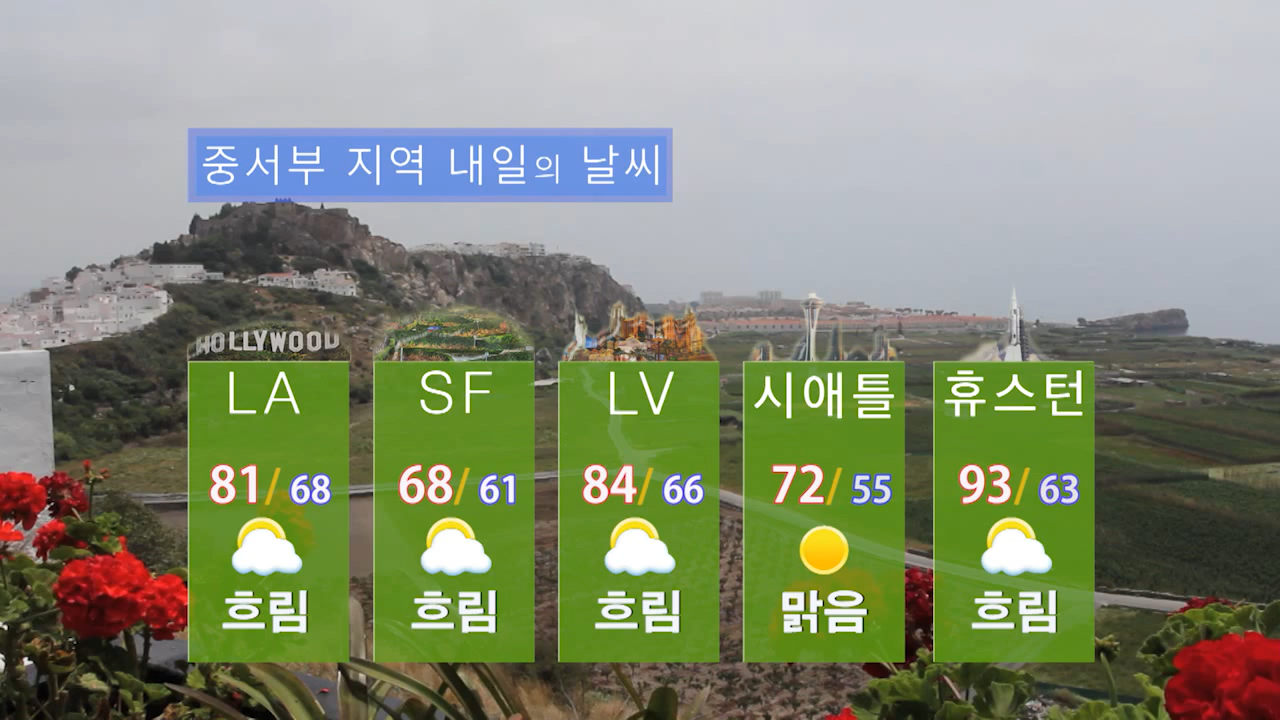 중서부 지역 내일의 날씨
HOLLYWOOD
LA
81/68
흐림
SF
68/61
흐림
LV
84/66
흐림
시애틀
72/55
맑음
휴스턴
93/63
흐림